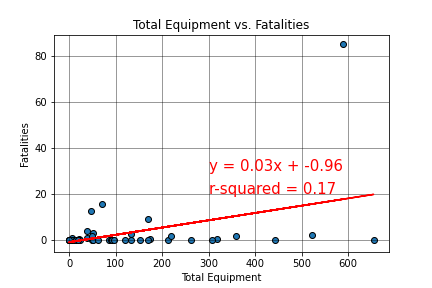 Total Equipment vs. Fatalities
80
60
40
20
0
Fatalities
y = 0.03x + -0.96
r-squared = 0.17
0 100 200 300 400 500 600
Total Equipment